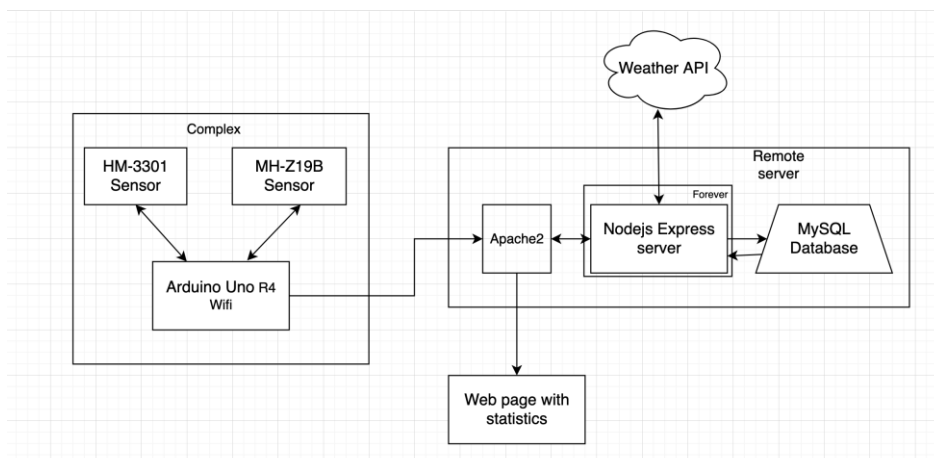 Weather API
Complex
HM-3301
Sensor
MH-Z19B
Sensor
Arduino Uno R4
Wifi
Remote
server
Forever
Apache2
Nodejs Express
server
MySQL
Database
Web page with
statistics